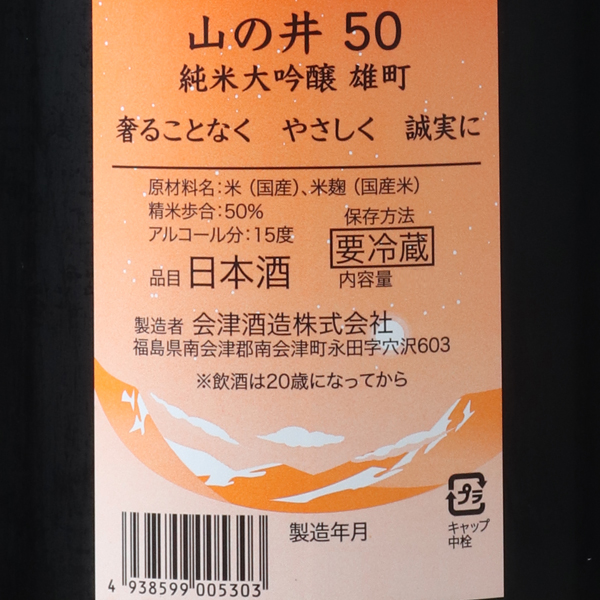 山の井 50
純米大吟醸 雄町
奢ることなく やさしく 誠実に
原材料名:米(国産)、米麹(国産米)
精米歩合:50%
アルコール分:15度
保存方法
要冷蔵
品目 日本酒
内容量
製造者 会津酒造株式会社
福島県南会津郡南会津町永田字穴沢603
※飲酒は20歳になってから
プラ
キャップ
中栓
製造年月
4 938599 005303